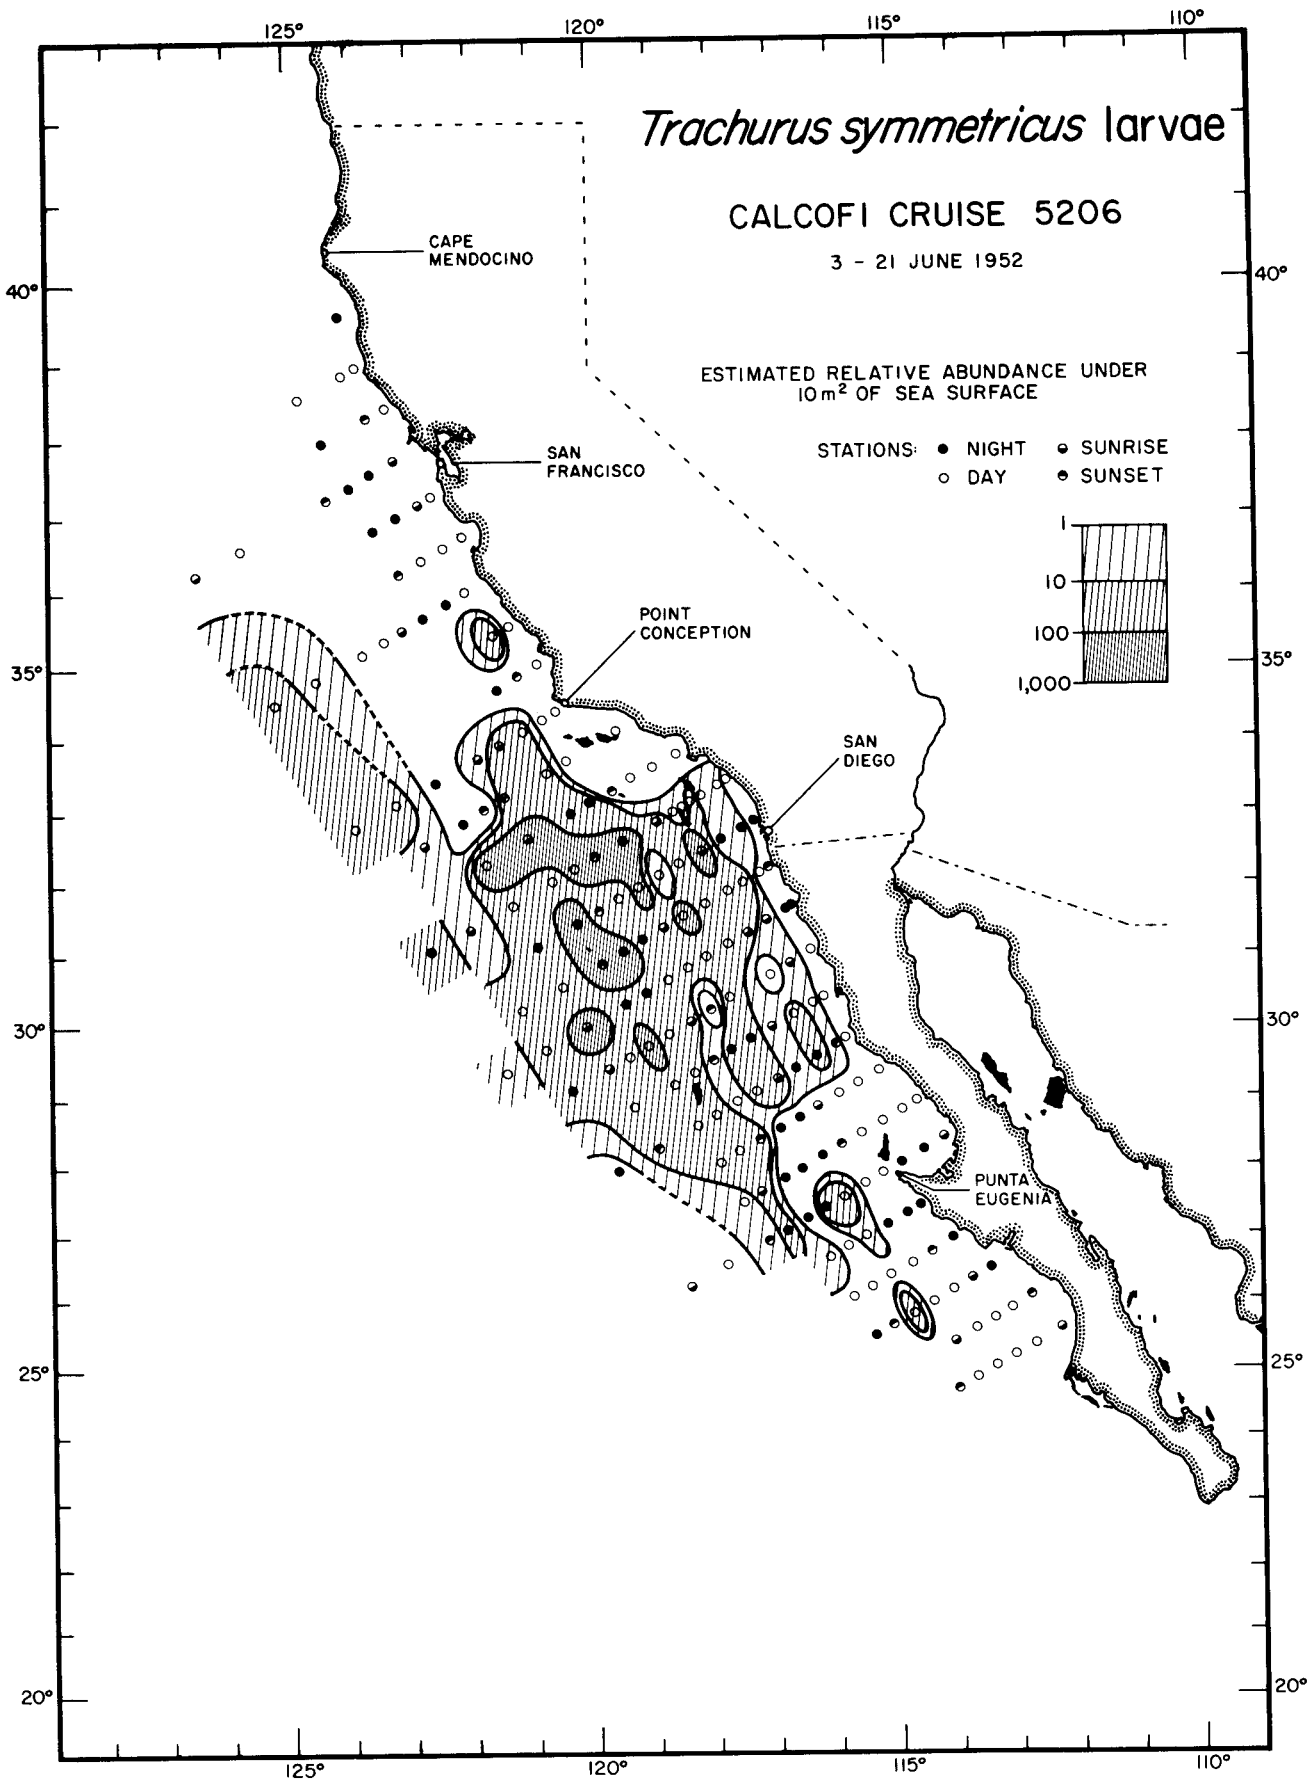 125°
120°
115°
110°
Trachurus symmetricus larvae
CALCOFI CRUISE 5206
3 - 21 JUNE 1952
CAPE
MENDOCINO
40°
40°
ESTIMATED RELATIVE ABUNDANCE UNDER
10m² OF SEA SURFACE
STATIONS: NIGHT SUNRISE
DAY SUNSET
SAN
FRANCISCO
1
10
100
1,000
POINT
CONCEPTION
35°
35°
SAN
DIEGO
30°
30°
PUNTA
EUGENIA
25°
25°
20°
20°
125°
120°
115°
110°